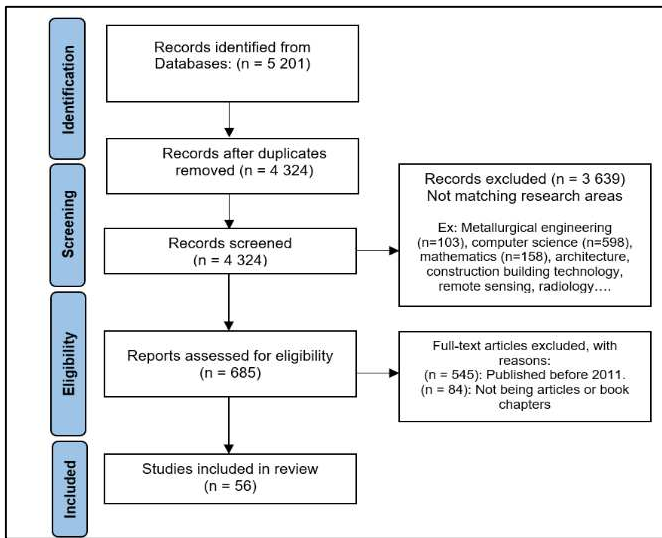 Identification
Records identified from
Databases: (n = 5 201)
Records after duplicates
removed (n = 4 324)
Screening
Records screened
(n = 4 324)
Records excluded (n = 3 639)
Not matching research areas
Ex: Metallurgical engineering
(n=103), computer science (n=598),
mathematics (n=158), architecture,
construction building technology,
remote sensing, radiology….
Eligibility
Reports assessed for eligibility
(n = 685)
Full-text articles excluded, with
reasons:
(n = 545): Published before 2011.
(n = 84): Not being articles or book
chapters
Included
Studies included in review
(n = 56)